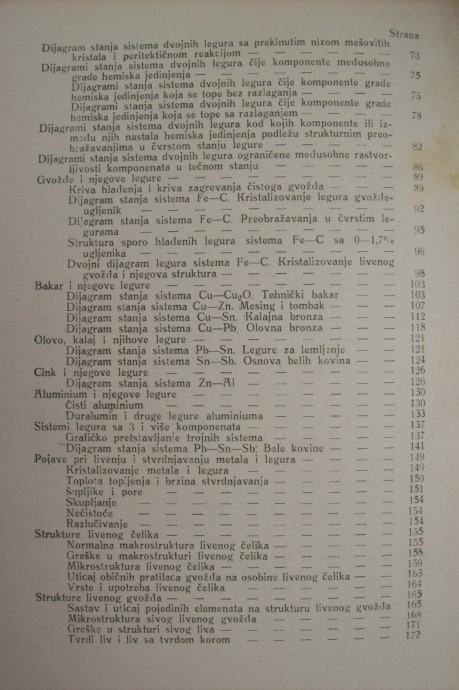 Strana
Dijagram stanja sistema dvojnih legura sa prekinutim nizom mešovitih
kristala i peritektičnom reakcijom — — — — — — 73
Dijagrami stanja sistema dvojnih legura čije komponente međusobno
grade hemiska jedinjenja — — — — — — — 75
Dijagrami stanja sistema dvojnih legura čije komponente grade
hemiska jedinjenja koja se tope bez razlaganja — — — — 75
Dijagrami stanja sistema dvojnih legura čije komponente grade
hemiska jedinjenja koja se tope sa razlaganjem — — — — 78
Dijagrami stanja sistema dvojnih legura kod kojih komponente ili iz-
među njih nastala hemiska jedinjenja podležu strukturnim preo-
bražavanjima u čvrstom stanju legure — — — — — 82
Dijagrami stanja sistema dvojnih legura ograničene međusobne rastvor-
ljivosti komponenata u tečnom stanju — — — — — 86
Gvožđe i njegove legure — — — — — — — — 89
Kriva hlađenja i kriva zagrevanja čistoga gvožđa — — — — 89
Dijagram stanja sistema Fe—C. Kristalizovanje legura gvožđe-
ugljenik — — — — — — — — — 92
Dijagram stanja sistema Fe—C. Preobražavanja u čvrstim le-
gurama — — — — — — — — — 95
Struktura sporo hlađenih legura sistema Fe—C sa 0—1,7%
ugljenika — — — — — — — — — 96
Dvojni dijagram legura sistema Fe—C. Kristalizovanje livenog
gvožđa i njegova struktura — — — — — — — 98
Bakar i njegove legure — — — — — — — — 103
Dijagram stanja sistema Cu—Cu₂O. Tehnički bakar — — — 103
Dijagram stanja sistema Cu—Zn. Mesing i tombak — — — 107
Dijagram stanja sistema Cu—Sn. Kalajna bronza — — — 112
Dijagram stanja sistema Cu—Pb. Olovna bronza — — — 118
Olovo, kalaj i njihove legure — — — — — — — 121
Dijagram stanja sistema Pb—Sn. Legure za lemljenje — — 121
Dijagram stanja sistema Sn—Sb. Osnova belih kovina — — 124
Cink i njegove legure — — — — — — — — 126
Dijagram stanja sistema Zn—Al — — — — — — 126
Aluminium i njegove legure — — — — — — — 130
Čisti aluminium — — — — — — — — 130
Duralumin i druge legure aluminiuma — — — — — 133
Sistemi legura sa 3 i više komponenata — — — — — 137
Grafičko pretstavljanje trojnih sistema — — — — — 137
Dijagram stanja sistema Pb—Sn—Sb. Bele kovine — — — 141
Pojave pri livenju i stvrdnjavanju metala i legura — — — — 149
Kristalizovanje metala i legura — — — — — — 149
Toplota topljenja i brzina stvrdnjavanja — — — — — 150
Šupljike i pore — — — — — — — — 151
Skupljanje — — — — — — — — — 154
Nečistoće — — — — — — — — — 154
Razlučivanje — — — — — — — — — 154
Strukture livenog čelika — — — — — — — — 155
Normalna makrostruktura livenog čelika — — — — — 155
Greške u makrostrukturi livenog čelika — — — — — 158
Mikrostruktura livenog čelika — — — — — — 159
Uticaj običnih pratilaca gvožđa na osobine livenog čelika — — 163
Vrste i upotreba livenog čelika — — — — — — 164
Strukture livenog gvožđa — — — — — — — — 165
Sastav i uticaj pojedinih elemenata na strukturu livenog gvožđa 165
Mikrostruktura sivog livenog gvožđa — — — — — 168
Greške u strukturi sivog liva — — — — — — 171
Tvrdi liv i liv sa tvrdom korom — — — — — — 172